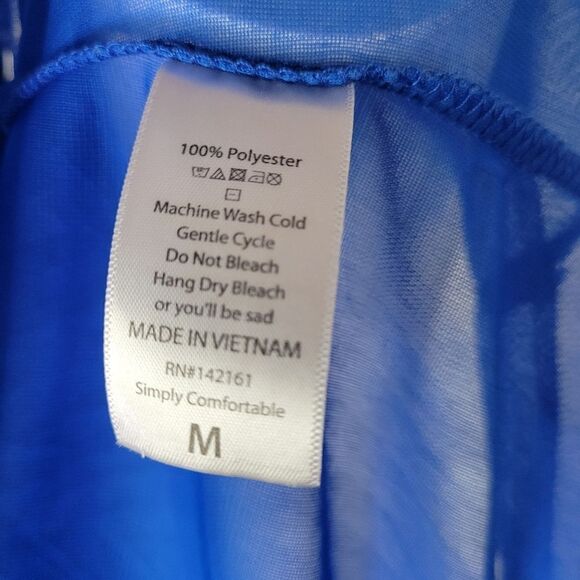 100% Polyester
Machine Wash Cold
Gentle Cycle
Do Not Bleach
Hang Dry Bleach
or you'll be sad
MADE IN VIETNAM
RN#142161
Simply Comfortable
M